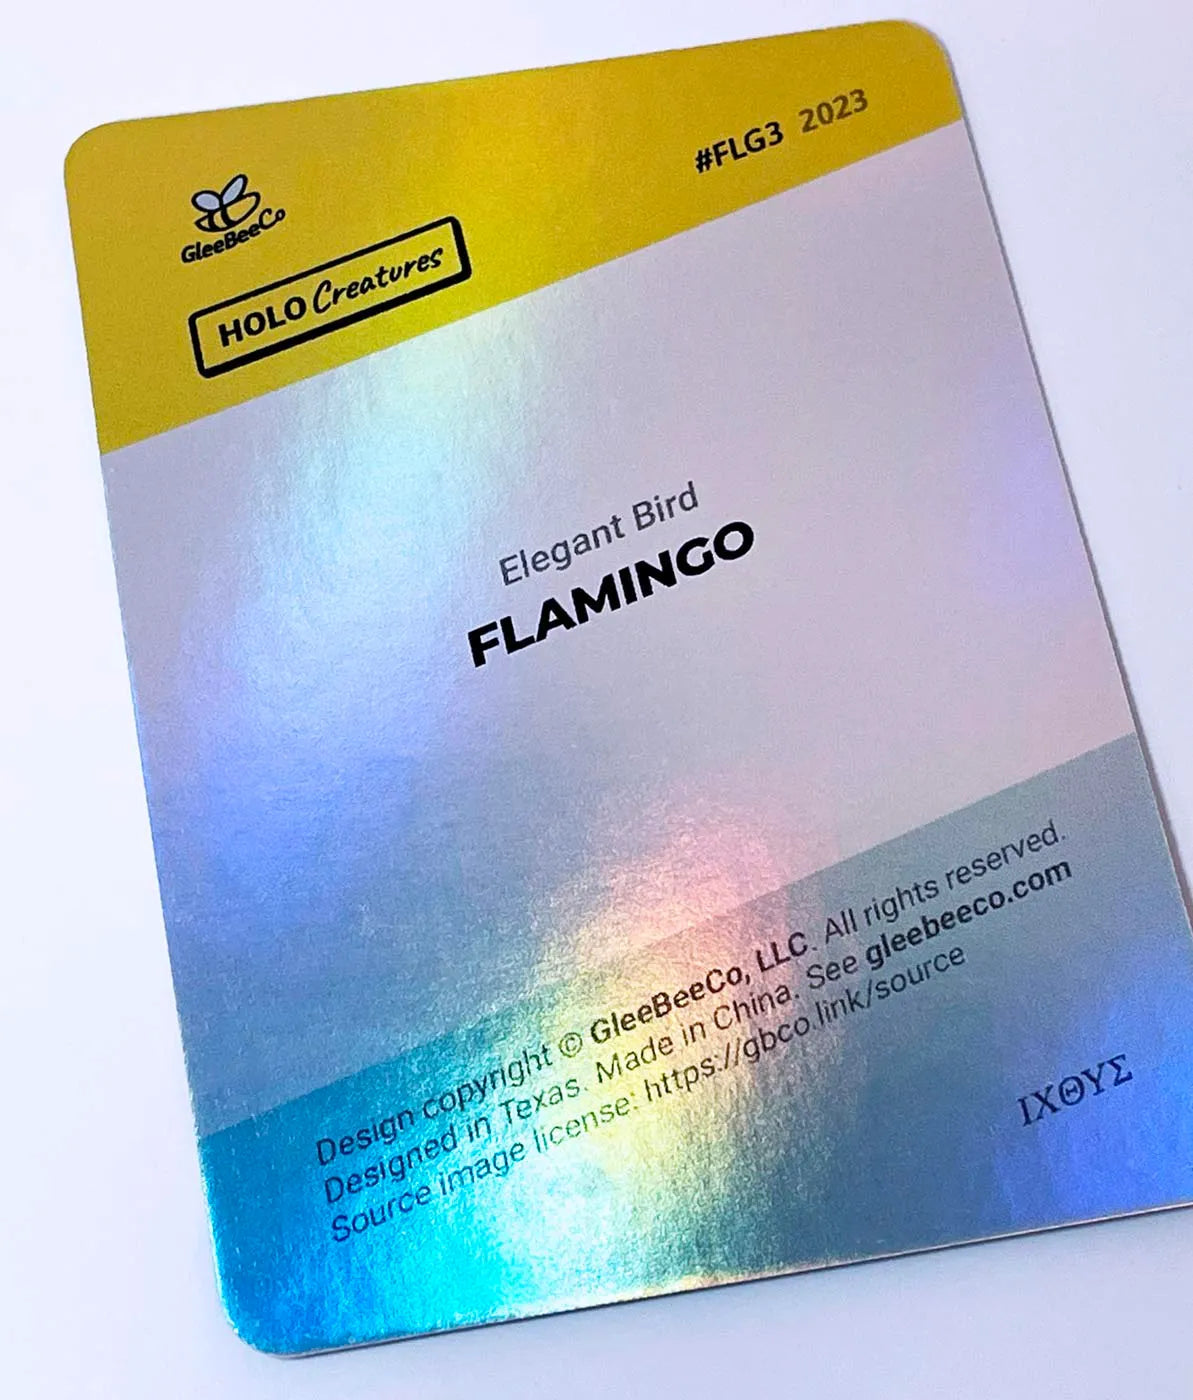 #FLG3 2023
GleeBeeCo
HOLO Creatures
Elegant Bird
FLAMINGO
Design copyright © GleeBeeCo, LLC. All rights reserved.
Designed in Texas. Made in China. See gleebeeco.com
Source image license: https://gbco.link/source
ΙΧΘΥΣ